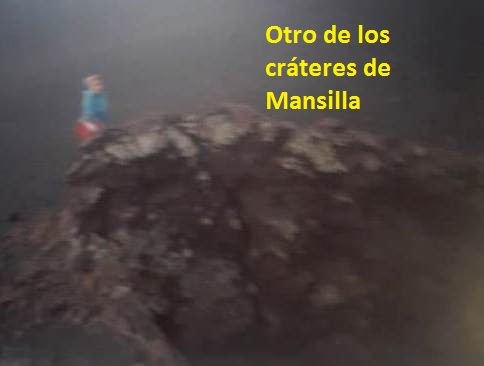 Otro de los
cráteres de
Mansilla